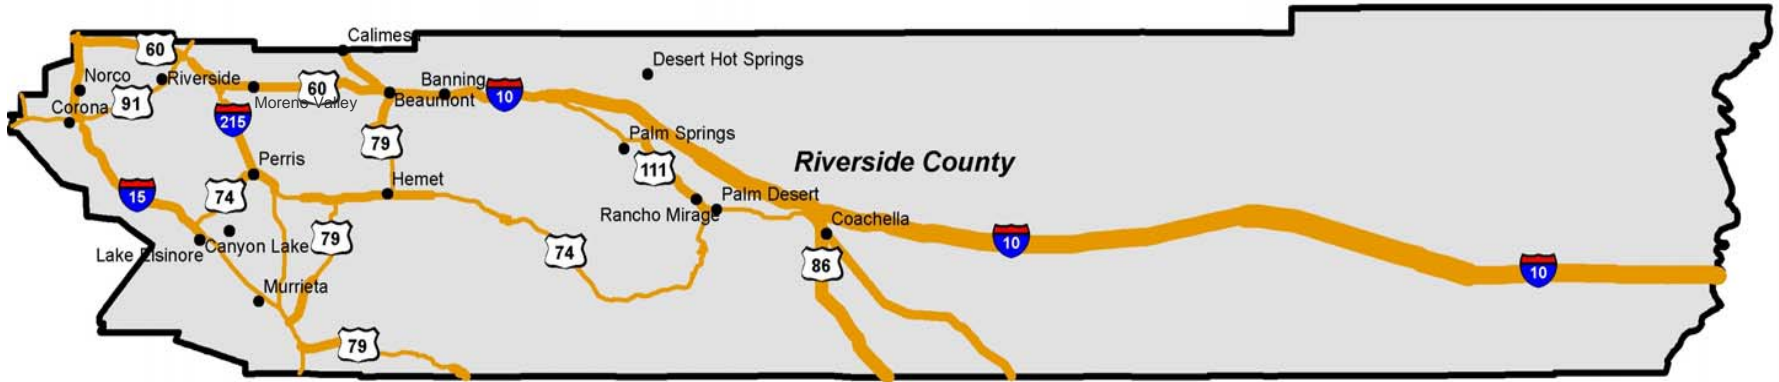 Calimesa
60
Desert Hot Springs
Norco
Riverside
60
Banning
10
91
Moreno Valley
Beaumont
Corona
215
79
Palm Springs
Perris
111
Riverside County
15
74
Hemet
Palm Desert
Rancho Mirage
Coachella
79
Lake Elsinore
Canyon Lake
74
10
86
10
Murrieta
79